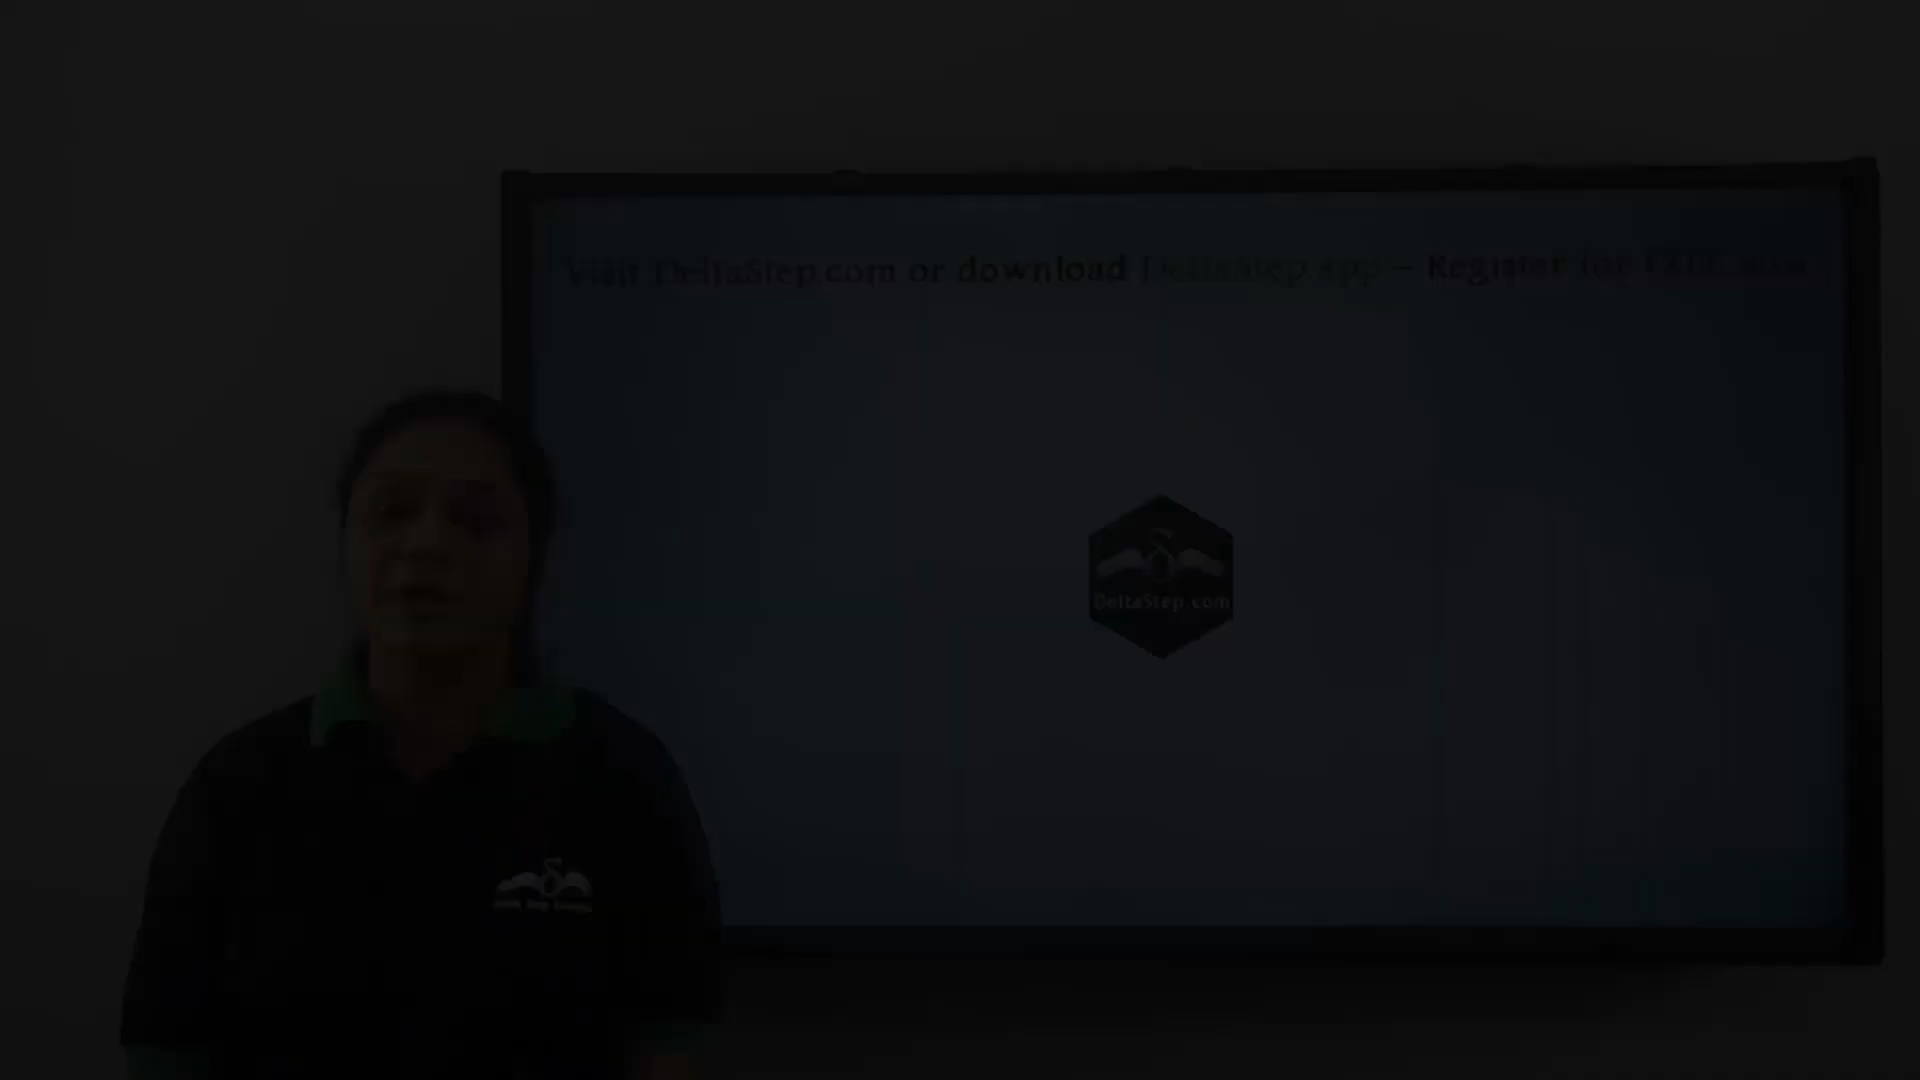 Visit DeltaStep.com or download DeltaStep app – Register for FREE now
DeltaStep.com